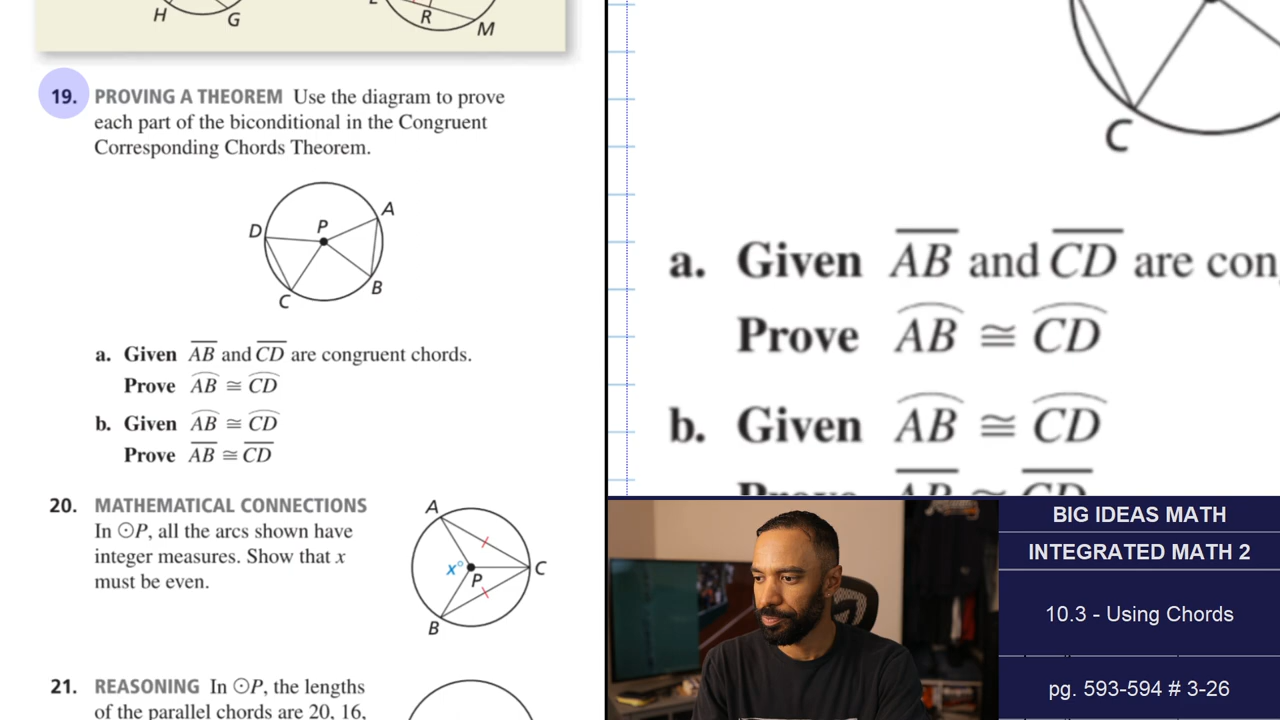 H
G
R
M
19. PROVING A THEOREM Use the diagram to prove
each part of the biconditional in the Congruent
Corresponding Chords Theorem.
D
P
A
C
B
a. Given AB and CD are congruent chords.
Prove AB ≅ CD
b. Given AB ≅ CD
Prove AB ≅ CD
20. MATHEMATICAL CONNECTIONS
In ⊙P, all the arcs shown have
integer measures. Show that x
must be even.
A
x°
P
C
B
21. REASONING In ⊙P, the lengths
of the parallel chords are 20, 16,
C
a. Given AB and CD are con
Prove AB ≅ CD
b. Given AB ≅ CD
BIG IDEAS MATH
INTEGRATED MATH 2
10.3 - Using Chords
pg. 593-594 # 3-26